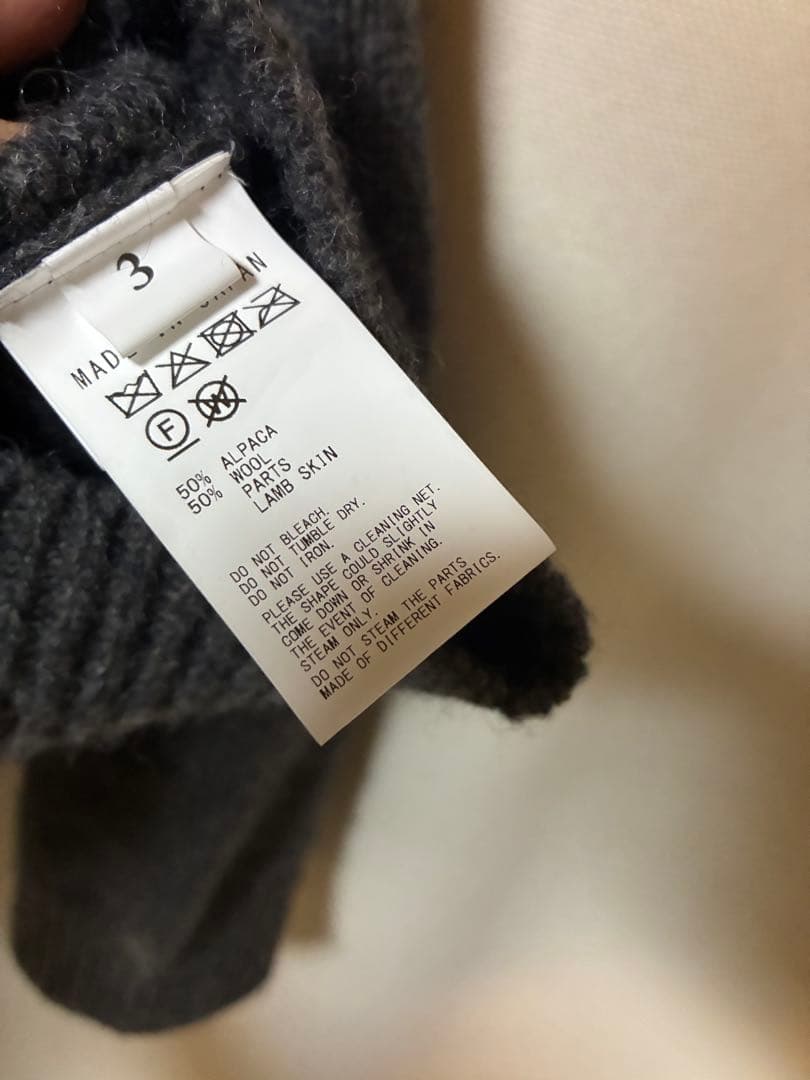 3
MADE IN JAPAN
F
W
50% ALPACA
50% WOOL
PARTS
LAMB SKIN
DO NOT BLEACH.
DO NOT TUMBLE DRY.
DO NOT IRON.
PLEASE USE A CLEANING NET.
THE SHAPE COULD SLIGHTLY
COME DOWN OR SHRINK IN
THE EVENT OF CLEANING.
STEAM ONLY.
DO NOT STEAM THE PARTS
MADE OF DIFFERENT FABRICS.